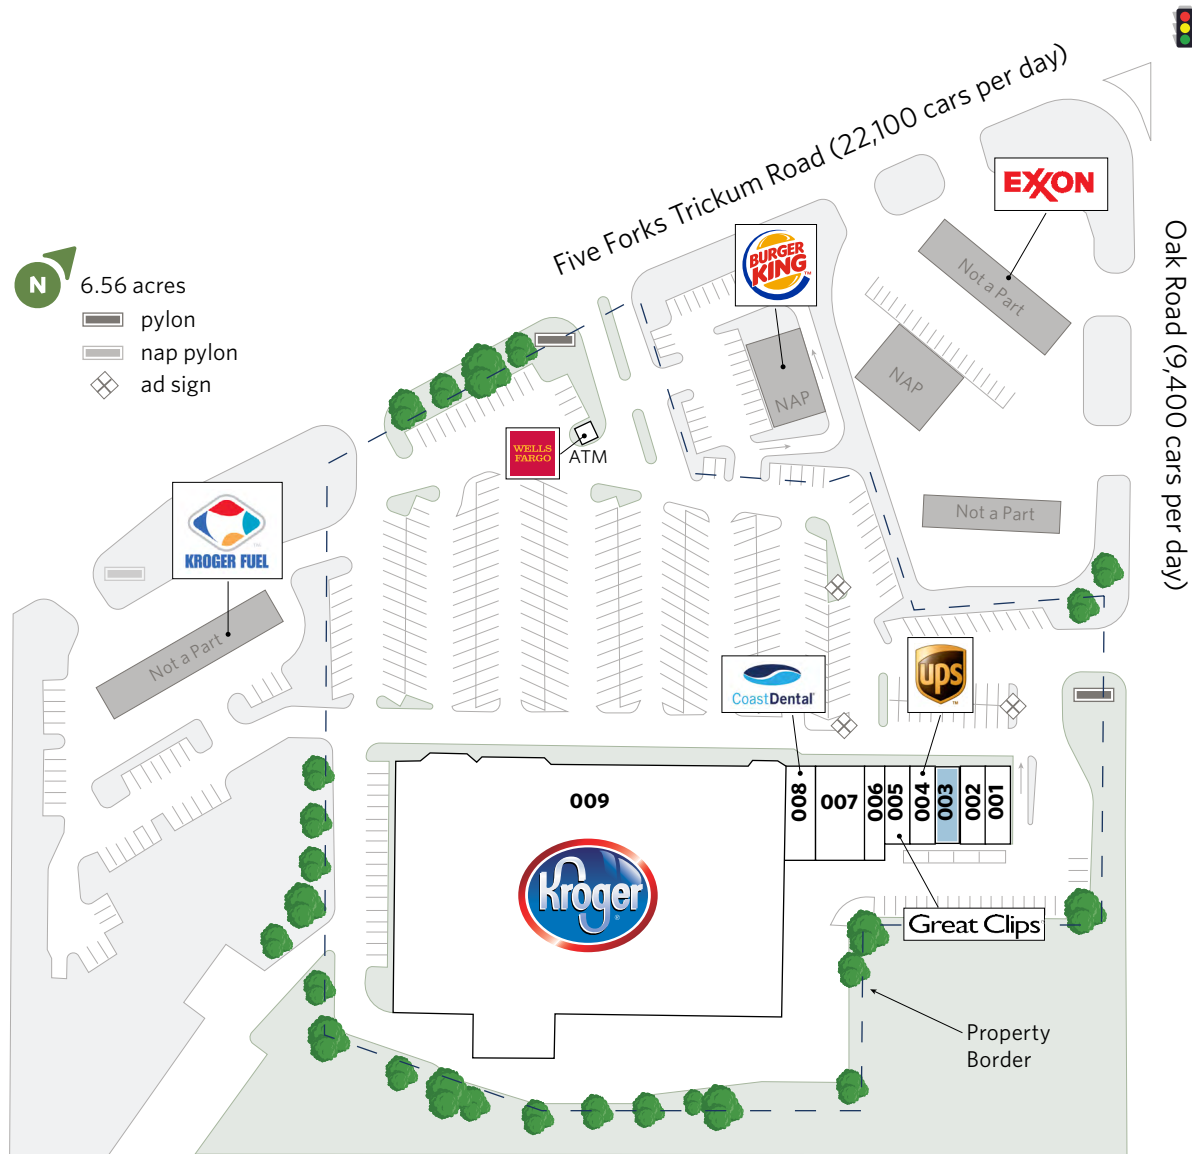 Five Forks Trickum Road (22,100 cars per day)
EXXON
Not a Part
Oak Road (9,400 cars per day)
BURGER
KING
™
NAP
NAP
N
6.56 acres
pylon
nap pylon
ad sign
WELLS
FARGO
ATM
Not a Part
KROGER FUEL
Not a Part
CoastDental
ups
™
009
008
007
006
005
004
003
002
001
Kroger
®
Great Clips
Property
Border